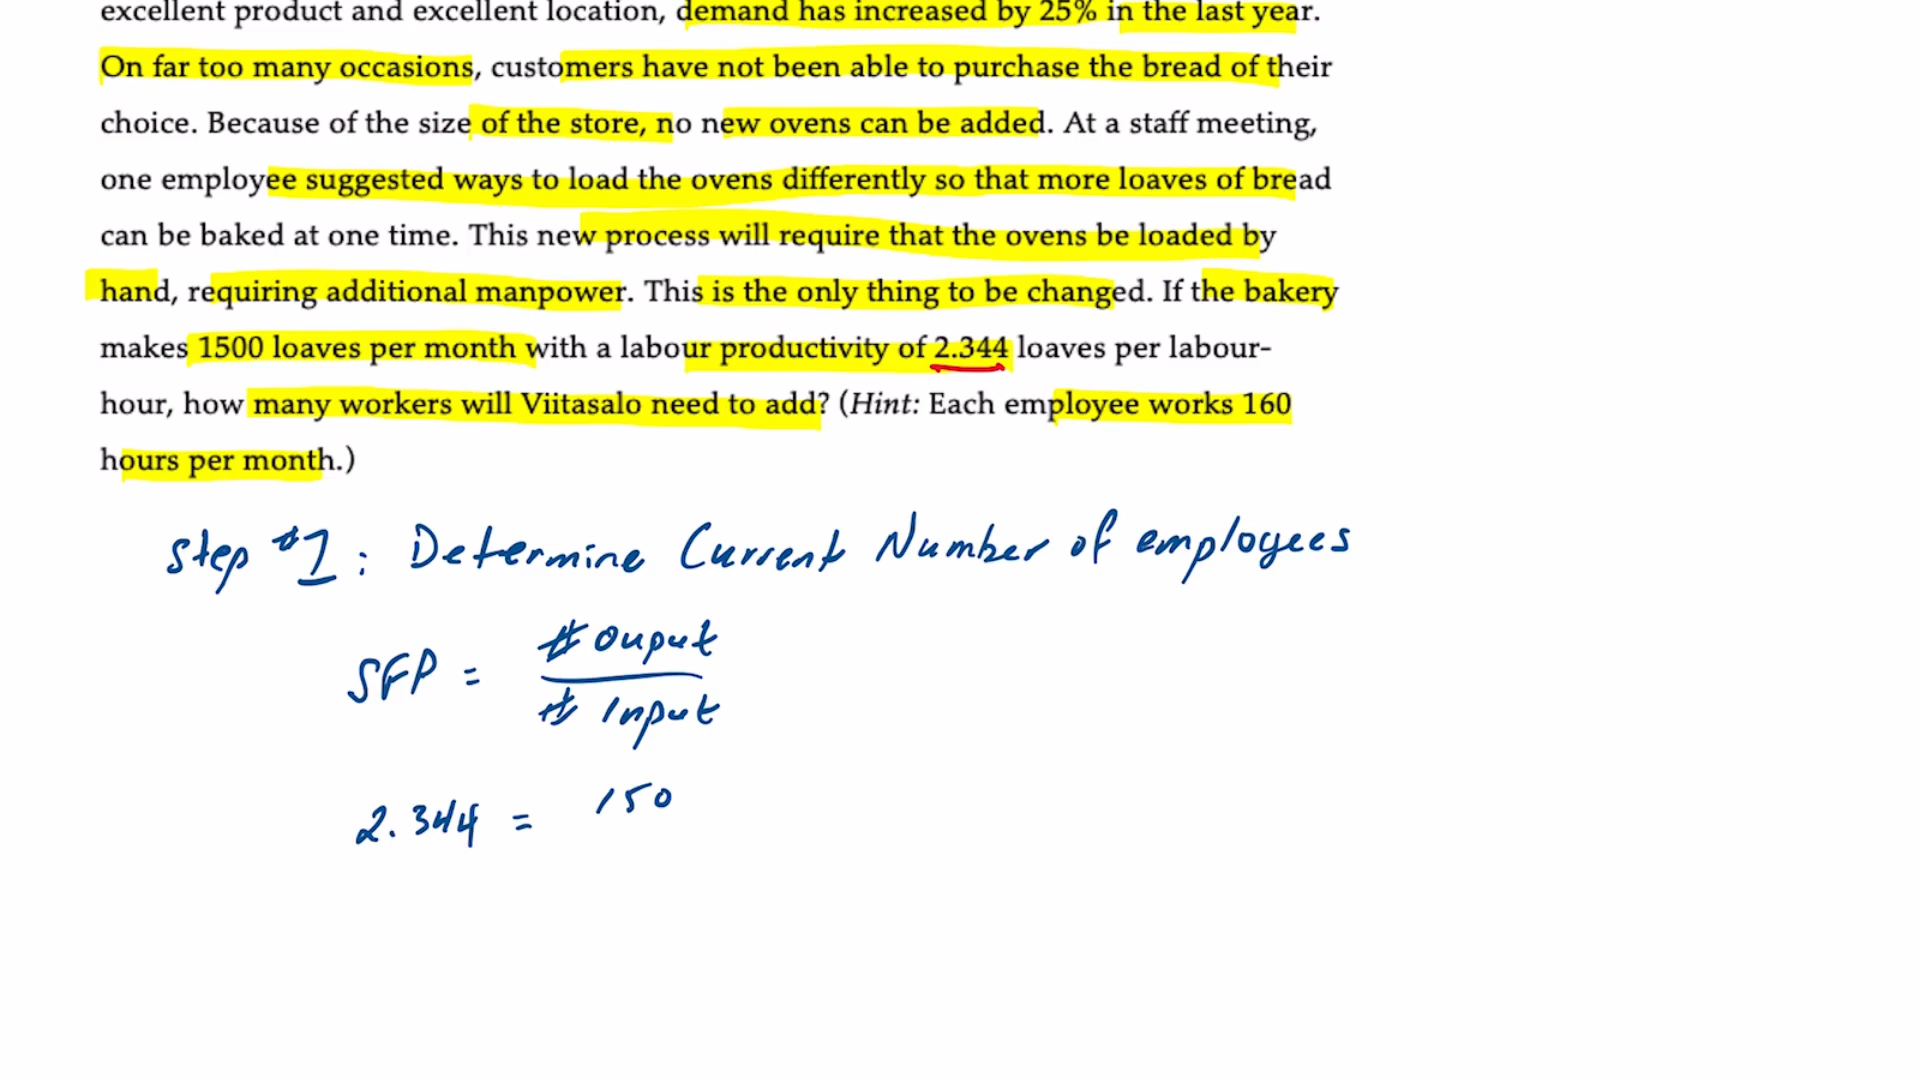 excellent product and excellent location, demand has increased by 25% in the last year.
On far too many occasions, customers have not been able to purchase the bread of their
choice. Because of the size of the store, no new ovens can be added. At a staff meeting,
one employee suggested ways to load the ovens differently so that more loaves of bread
can be baked at one time. This new process will require that the ovens be loaded by
hand, requiring additional manpower. This is the only thing to be changed. If the bakery
makes 1500 loaves per month with a labour productivity of 2.344 loaves per labour-
hour, how many workers will Viitasalo need to add? (Hint: Each employee works 160
hours per month.)
Step #1: Determine Current Number of employees
SFP = # Ouput
# Input
2.344 = 150